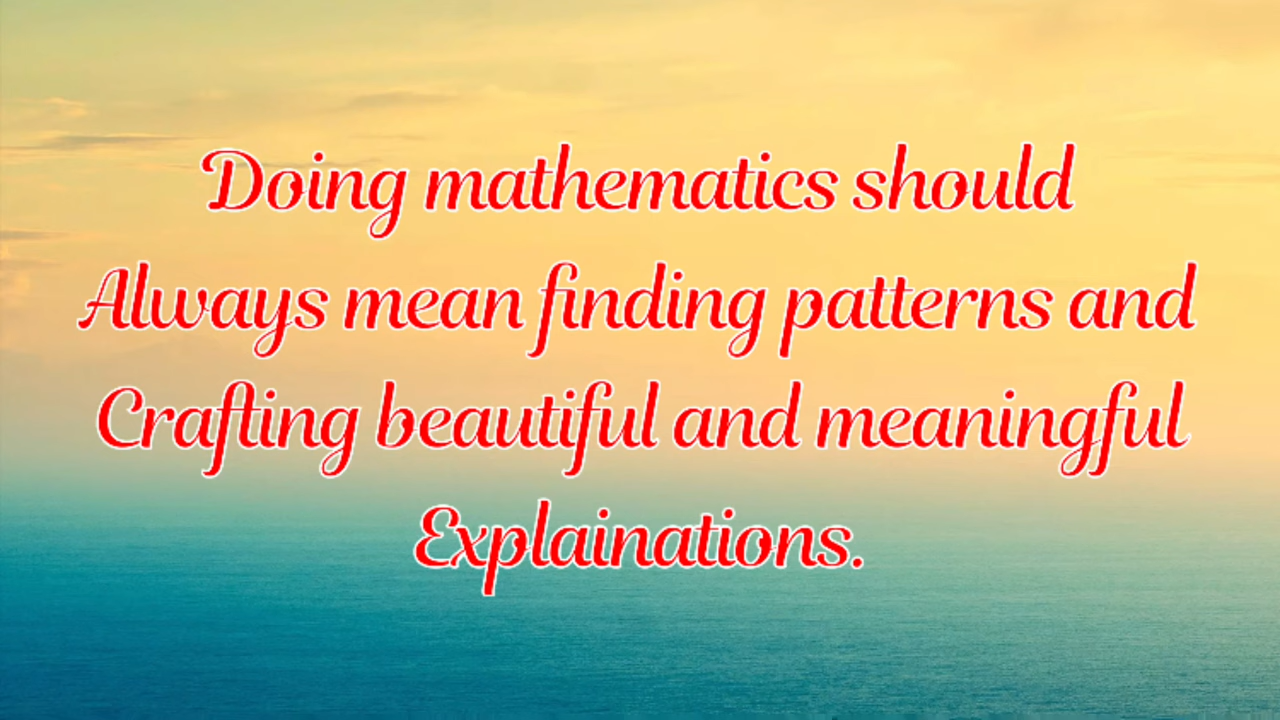 Doing mathematics should
Always mean finding patterns and
Crafting beautiful and meaningful
Explainations.